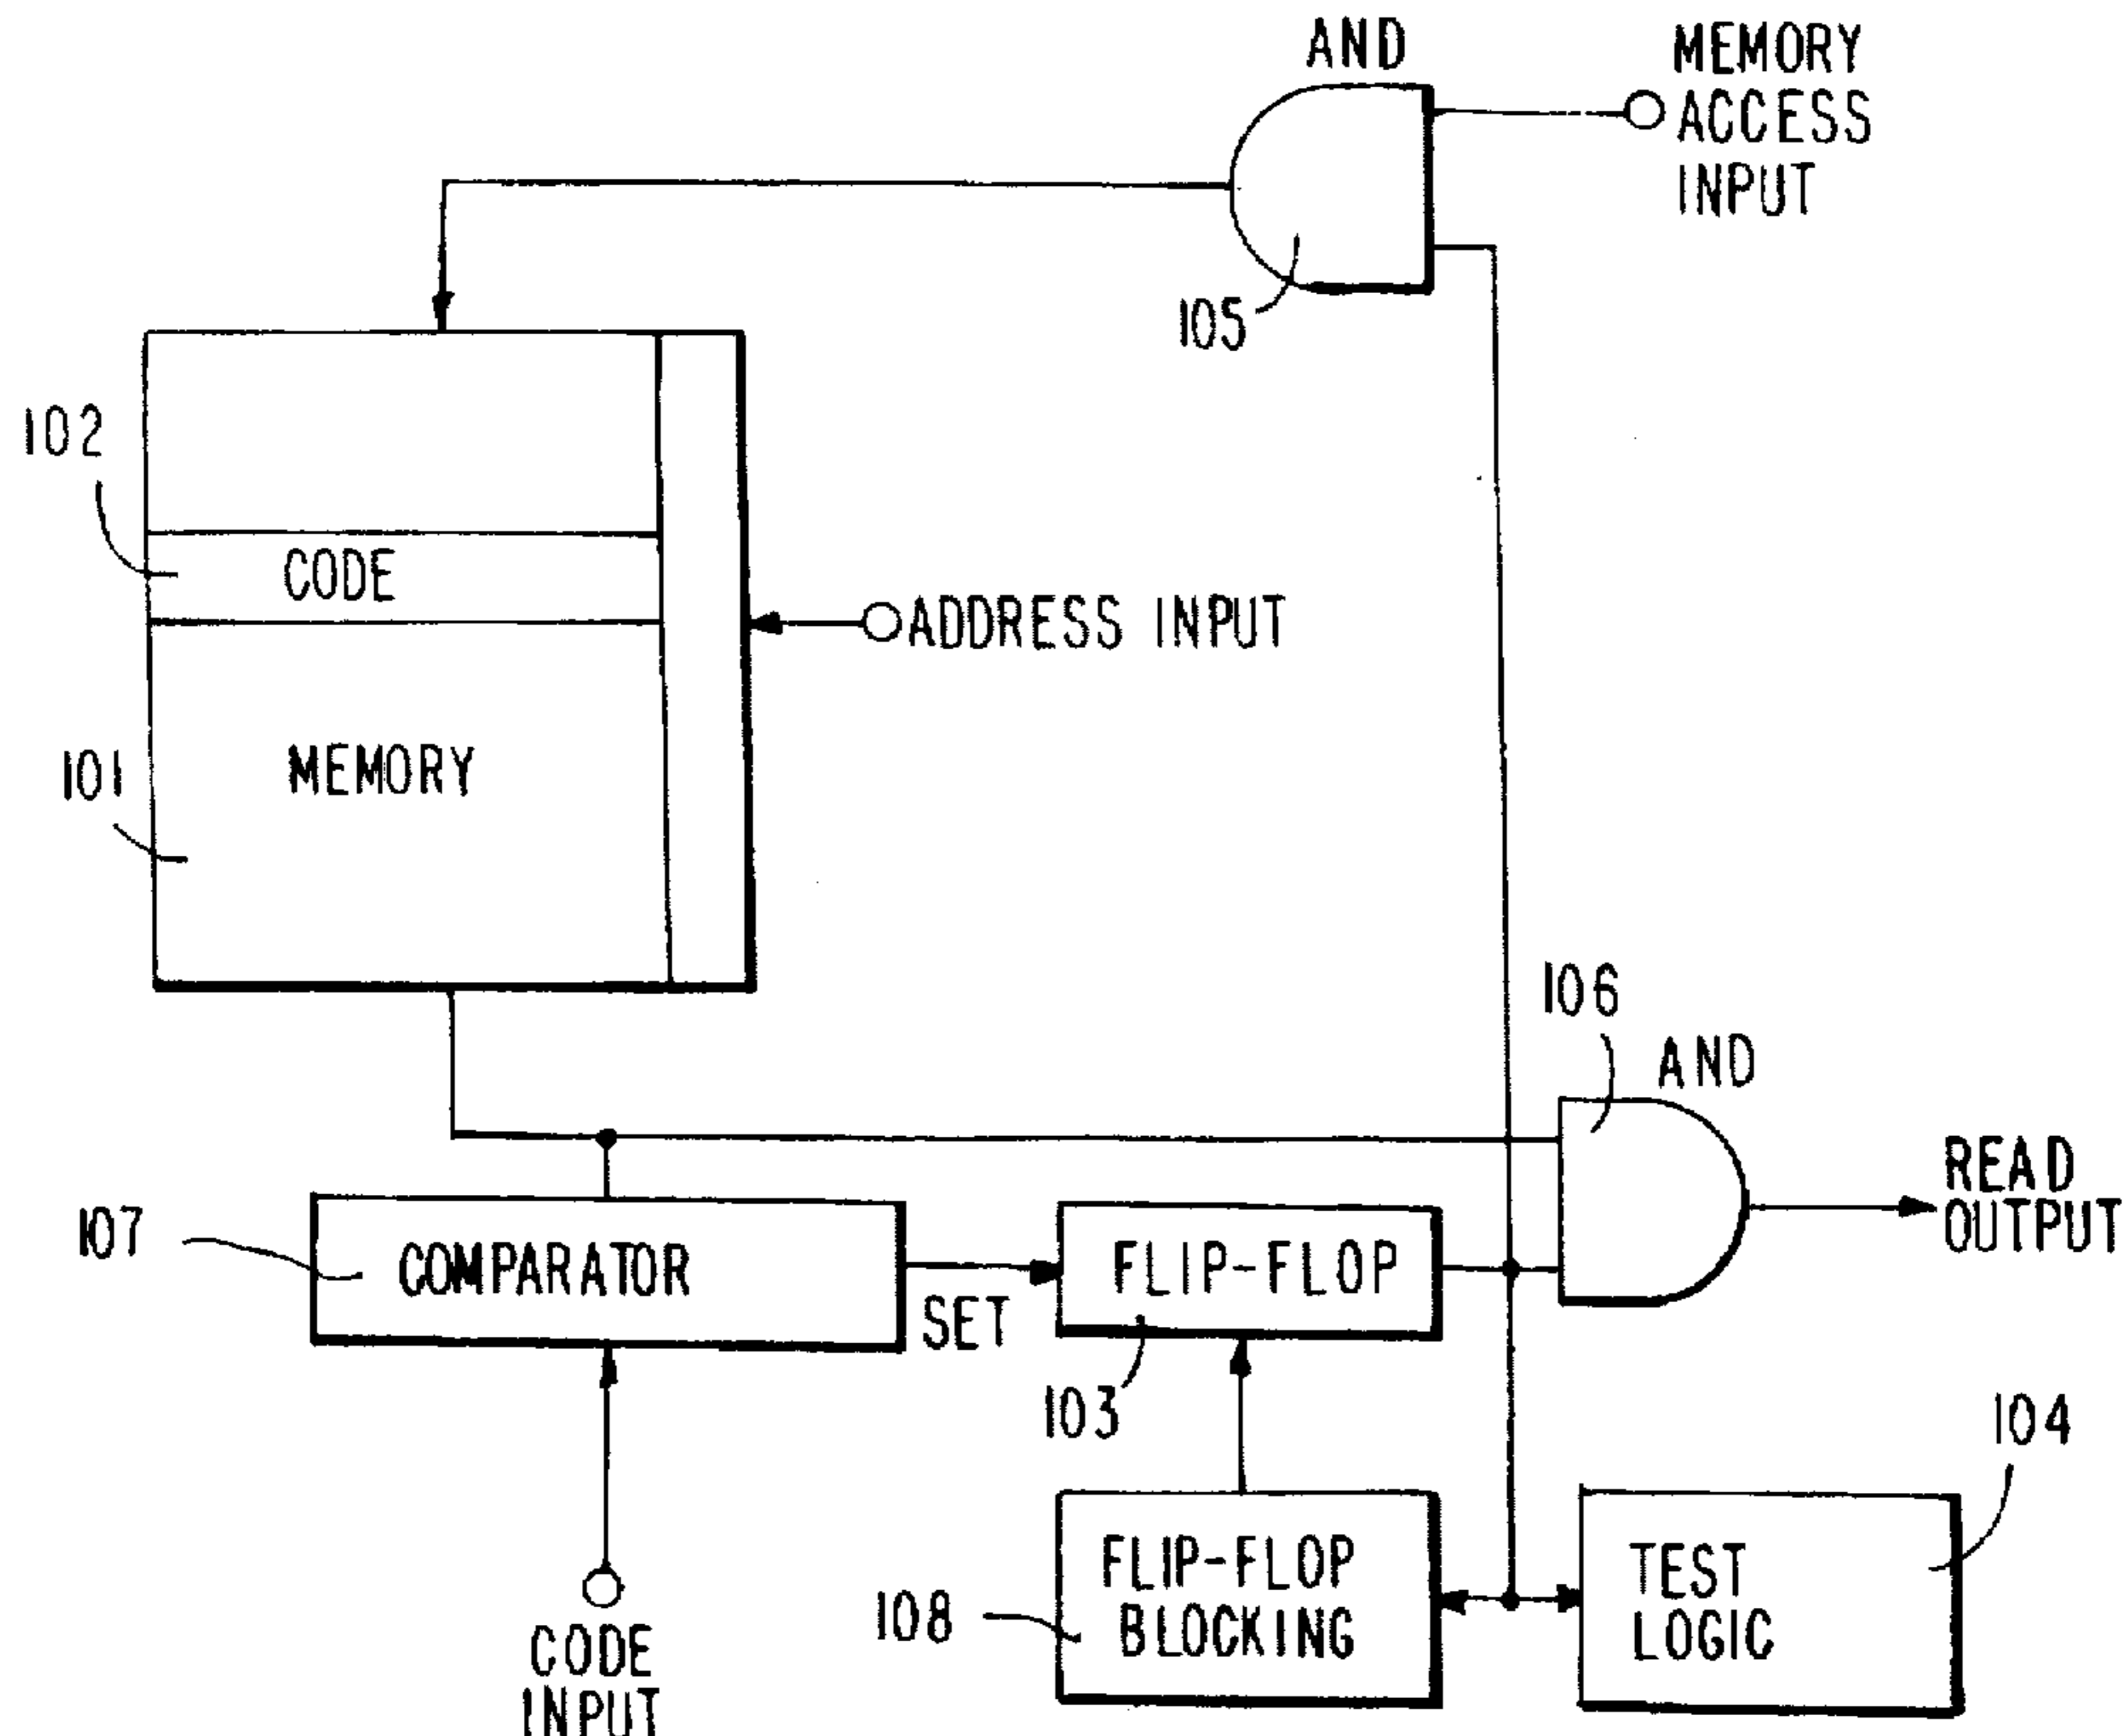 AND
MEMORY
ACCESS
INPUT
105
102
CODE
ADDRESS INPUT
101
MEMORY
106
AND
READ
OUTPUT
107
COMPARATOR
SET
FLIP-FLOP
103
104
108
FLIP-FLOP
BLOCKING
TEST
LOGIC
CODE
INPUT